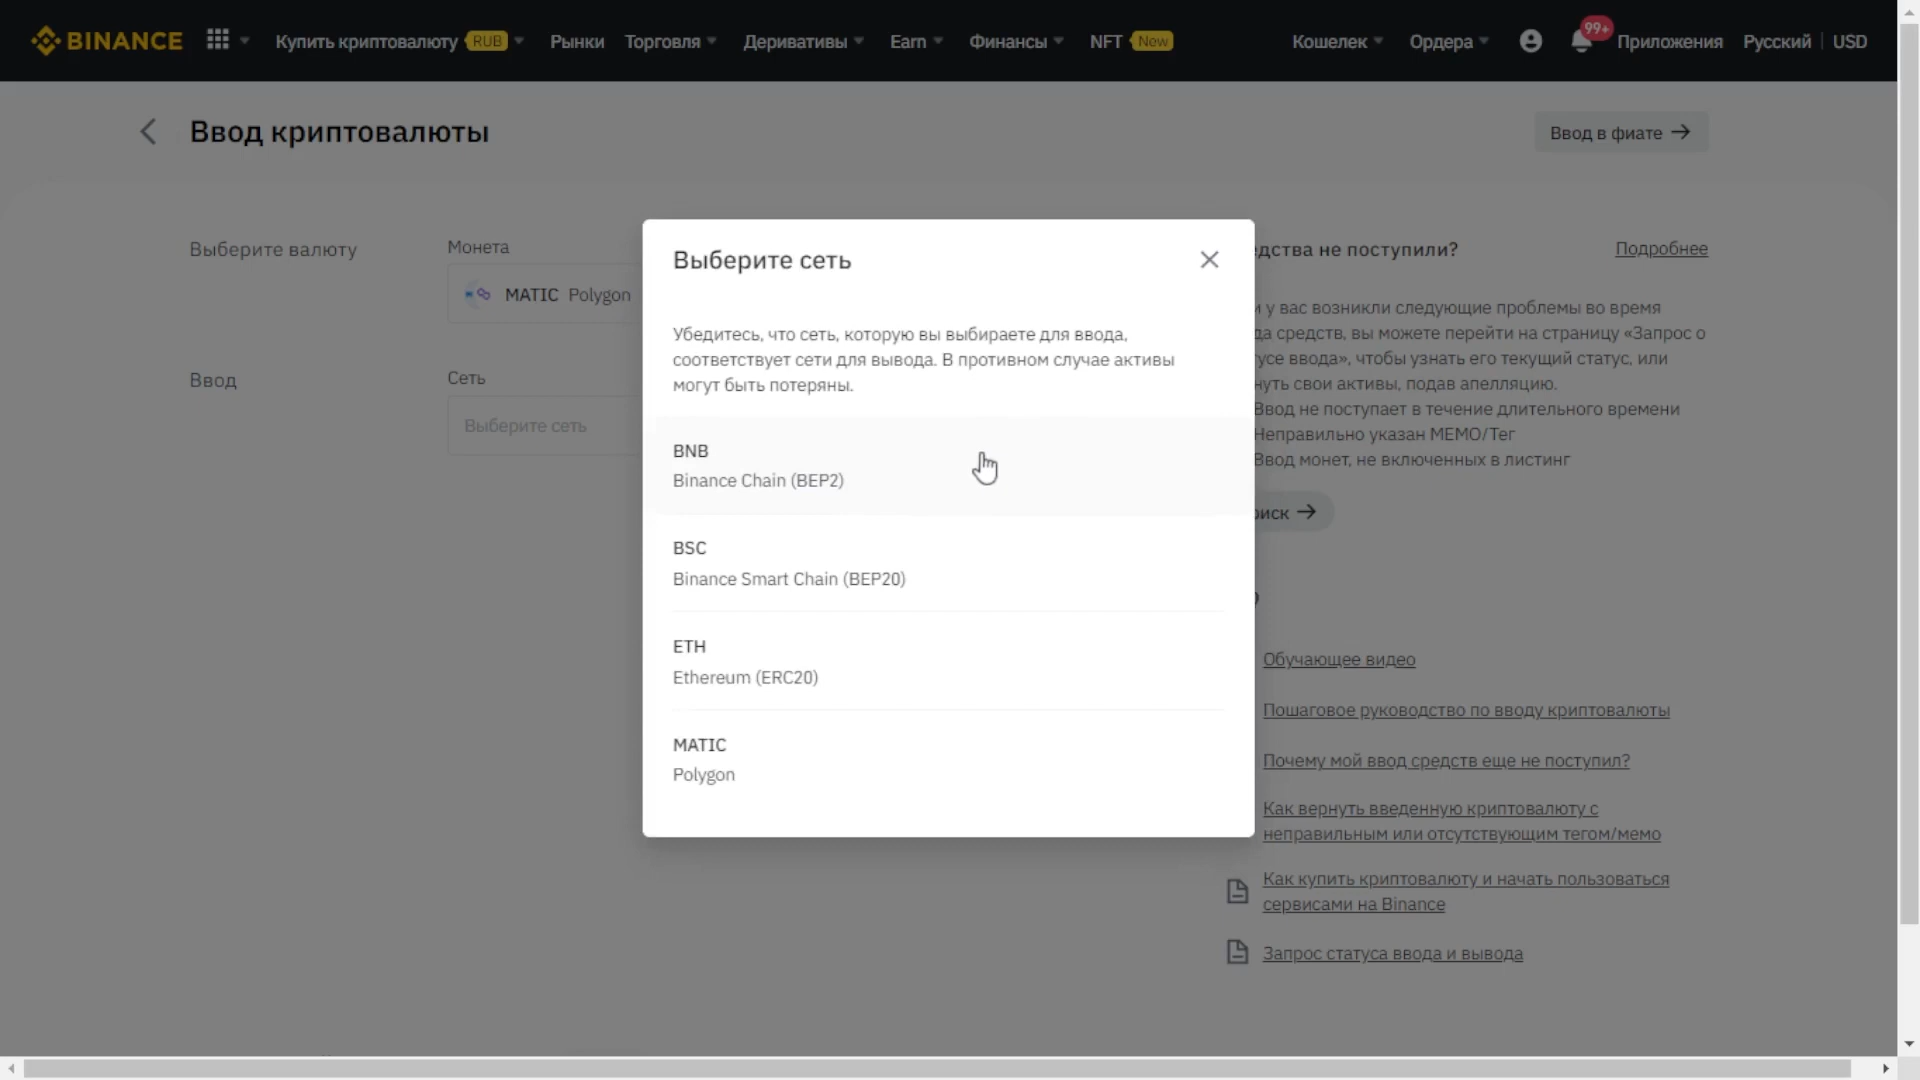 BINANCE
Купить криптовалюту RUB
Рынки
Торговля
Деривативы
Earn
Финансы
NFT New
Кошелек
Ордера
99+
Приложения
Русский
USD
Ввод криптовалюты
Ввод в фиате
Выберите валюту
Монета
MATIC Polygon
Ввод
Сеть
Выберите сеть
Выберите сеть
Убедитесь, что сеть, которую вы выбираете для ввода,
соответствует сети для вывода. В противном случае активы
могут быть потеряны.
BNB
Binance Chain (BEP2)
BSC
Binance Smart Chain (BEP20)
ETH
Ethereum (ERC20)
MATIC
Polygon
не поступили?
Подробнее
у вас возникли следующие проблемы во время
средств, вы можете перейти на страницу «Запрос о
ввода», чтобы узнать его текущий статус, или
свои активы, подав апелляцию.
Ввод не поступает в течение длительного времени
Неправильно указан МЕМО/Тег
Ввод монет, не включенных в листинг
Обучающее видео
Пошаговое руководство по вводу криптовалюты
Почему мой ввод средств еще не поступил?
Как вернуть введенную криптовалюту с
неправильным или отсутствующим тегом/мемо
Как купить криптовалюту и начать пользоваться
сервисами на Binance
Запрос статуса ввода и вывода